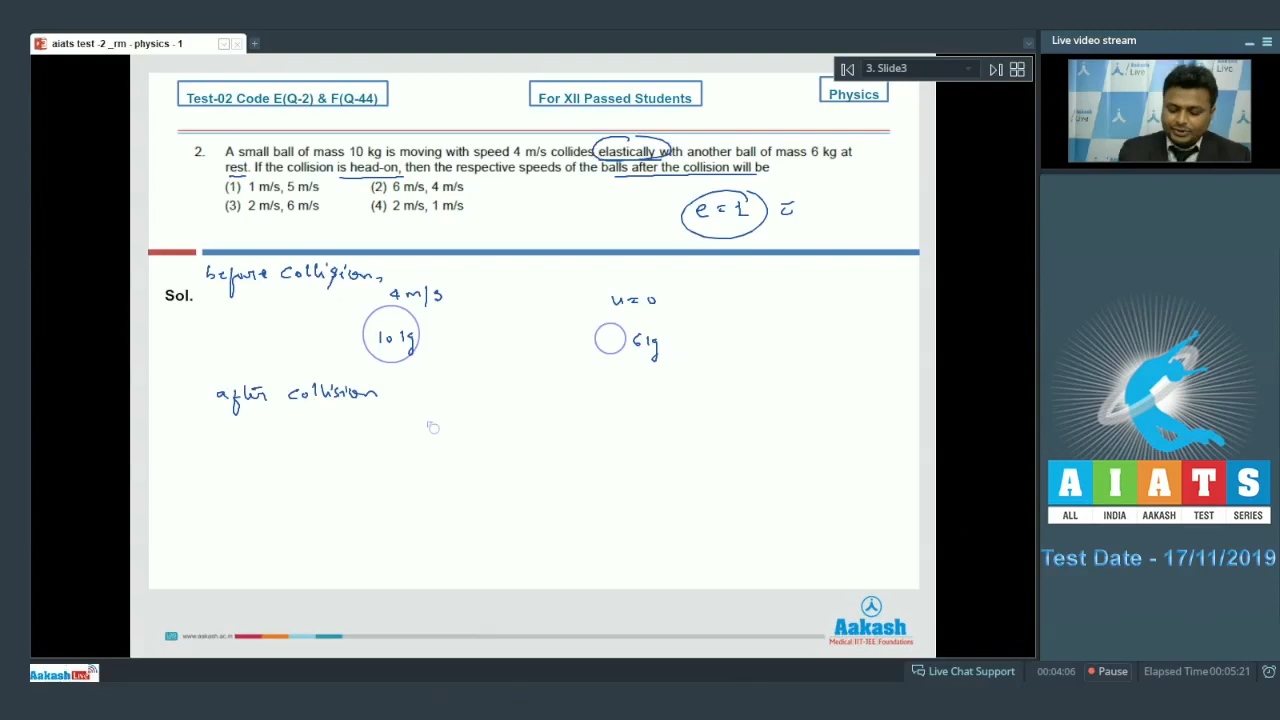 aiats test -2 _rm - physics - 1
Live video stream
3. Slide3
Test-02 Code E(Q-2) & F(Q-44)
For XII Passed Students
Physics
2. A small ball of mass 10 kg is moving with speed 4 m/s collides elastically with another ball of mass 6 kg at
rest. If the collision is head-on, then the respective speeds of the balls after the collision will be
(1) 1 m/s, 5 m/s (2) 6 m/s, 4 m/s
(3) 2 m/s, 6 m/s (4) 2 m/s, 1 m/s
e = 1
before collision,
Sol.
4 m/s
u = 0
10 kg
6 kg
after collision
www.aakash.ac.in
Aakash
Medical|IIT-JEE|Foundations
Aakash
Live
A I A T S
ALL INDIA AAKASH TEST SERIES
Test Date - 17/11/2019
Aakash Live
Live Chat Support
00:04:06
Pause
Elapsed Time 00:05:21